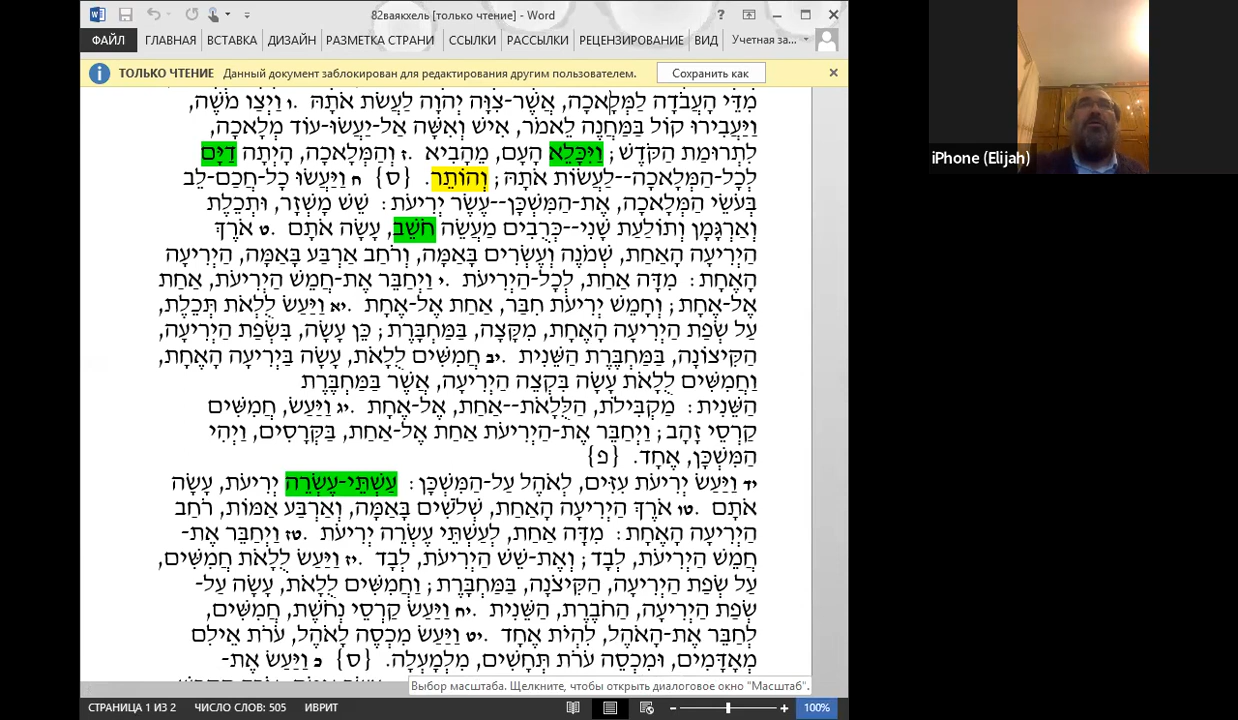 82ваякхель [только чтение] - Word
ФАЙЛ ГЛАВНАЯ ВСТАВКА ДИЗАЙН РАЗМЕТКА СТРАНИ ССЫЛКИ РАССЫЛКИ РЕЦЕНЗИРОВАНИЕ ВИД Учетная за...
ТОЛЬКО ЧТЕНИЕ Данный документ заблокирован для редактирования другим пользователем. Сохранить как
מִדֵּי הָעֲבֹדָה לַמְּלָאכָה, אֲשֶׁר-צִוָּה יְהוָה לַעֲשֹׂת אֹתָהּ. ו וַיְצַו מֹשֶׁה,
וַיַּעֲבִירוּ קוֹל בַּמַּחֲנֶה לֵאמֹר, אִישׁ וְאִשָּׁה אַל-יַעֲשׂוּ-עוֹד מְלָאכָה,
לִתְרוּמַת הַקֹּדֶשׁ; וַיִּכָּלֵא הָעָם, מֵהָבִיא. ז וְהַמְּלָאכָה, הָיְתָה דַיָּם
לְכָל-הַמְּלָאכָה--לַעֲשׂוֹת אֹתָהּ; וְהוֹתֵר. {ס} ח וַיַּעֲשׂוּ כָל-חֲכַם-לֵב
בְּעֹשֵׂי הַמְּלָאכָה, אֶת-הַמִּשְׁכָּן--עֶשֶׂר יְרִיעֹת: שֵׁשׁ מָשְׁזָר, וּתְכֵלֶת
וְאַרְגָּמָן וְתוֹלַעַת שָׁנִי--כְּרֻבִים מַעֲשֵׂה חֹשֵׁב, עָשָׂה אֹתָם. ט אֹרֶךְ
הַיְרִיעָה הָאַחַת, שְׁמֹנֶה וְעֶשְׂרִים בָּאַמָּה, וְרֹחַב אַרְבַּע בָּאַמָּה, הַיְרִיעָה
הָאֶחָת: מִדָּה אַחַת, לְכָל-הַיְרִיעֹת. י וַיְחַבֵּר אֶת-חֲמֵשׁ הַיְרִיעֹת, אַחַת
אֶל-אֶחָת; וְחָמֵשׁ יְרִיעֹת חִבַּר, אַחַת אֶל-אֶחָת. יא וַיַּעַשׂ לֻלְאֹת תְּכֵלֶת,
עַל שְׂפַת הַיְרִיעָה הָאֶחָת, מִקָּצָה, בַּמַּחְבָּרֶת; כֵּן עָשָׂה, בִּשְׂפַת הַיְרִיעָה,
הַקִּיצוֹנָה, בַּמַּחְבֶּרֶת הַשֵּׁנִית. יב חֲמִשִּׁים לֻלָאֹת, עָשָׂה בַּיְרִיעָה הָאֶחָת,
וַחֲמִשִּׁים לֻלָאֹת עָשָׂה בִּקְצֵה הַיְרִיעָה, אֲשֶׁר בַּמַּחְבֶּרֶת
הַשֵּׁנִית: מַקְבִּילֹת, הַלֻּלָאֹת--אַחַת, אֶל-אֶחָת. יג וַיַּעַשׂ, חֲמִשִּׁים
קַרְסֵי זָהָב; וַיְחַבֵּר אֶת-הַיְרִיעֹת אַחַת אֶל-אַחַת, בַּקְּרָסִים, וַיְהִי
הַמִּשְׁכָּן, אֶחָד. {פ}
יד וַיַּעַשׂ יְרִיעֹת עִזִּים, לְאֹהֶל עַל-הַמִּשְׁכָּן: עַשְׁתֵּי-עֶשְׂרֵה יְרִיעֹת, עָשָׂה
אֹתָם. טו אֹרֶךְ הַיְרִיעָה הָאַחַת, שְׁלֹשִׁים בָּאַמָּה, וְאַרְבַּע אַמּוֹת, רֹחַב
הַיְרִיעָה הָאֶחָת: מִדָּה אַחַת, לְעַשְׁתֵּי עֶשְׂרֵה יְרִיעֹת. טז וַיְחַבֵּר אֶת-
חֲמֵשׁ הַיְרִיעֹת, לְבָד; וְאֶת-שֵׁשׁ הַיְרִיעֹת, לְבָד. יז וַיַּעַשׂ לֻלָאֹת חֲמִשִּׁים,
עַל שְׂפַת הַיְרִיעָה, הַקִּיצֹנָה, בַּמַּחְבָּרֶת; וַחֲמִשִּׁים לֻלָאֹת, עָשָׂה עַל-
שְׂפַת הַיְרִיעָה, הַחֹבֶרֶת, הַשֵּׁנִית. יח וַיַּעַשׂ קַרְסֵי נְחֹשֶׁת, חֲמִשִּׁים,
לְחַבֵּר אֶת-הָאֹהֶל, לִהְיֹת אֶחָד. יט וַיַּעַשׂ מִכְסֶה לָאֹהֶל, עֹרֹת אֵילִם
מְאָדָּמִים, וּמִכְסֵה עֹרֹת תְּחָשִׁים, מִלְמָעְלָה. {ס} כ וַיַּעַשׂ אֶת-
Выбор масштаба. Щелкните, чтобы открыть диалоговое окно "Масштаб".
СТРАНИЦА 1 ИЗ 2 ЧИСЛО СЛОВ: 505 ИВРИТ 100%
iPhone (Elijah)